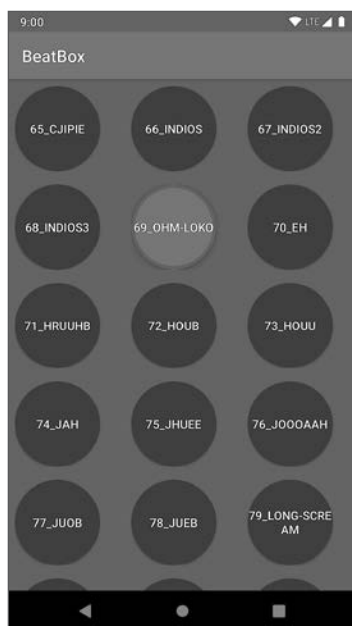 9:00 LTE
BeatBox
65_CJIPIE 66_INDIOS 67_INDIOS2
68_INDIOS3 69_OHM-LOKO 70_EH
71_HRUUHB 72_HOUB 73_HOUU
74_JAH 75_JHUEE 76_JOOOAAH
77_JUOB 78_JUEB 79_LONG-SCRE
AM